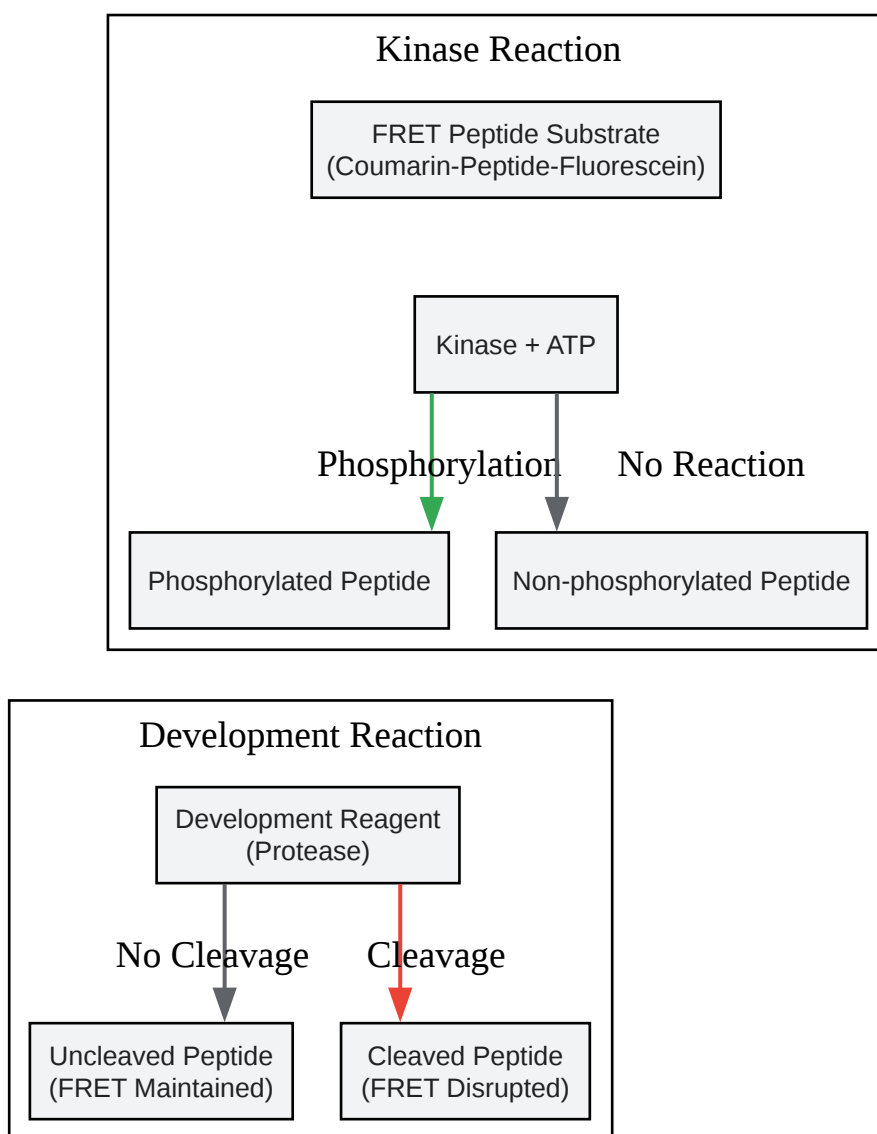 Kinase Reaction
FRET Peptide Substrate
(Coumarin-Peptide-Fluorescein)
Kinase + ATP
Phosphorylation
No Reaction
Phosphorylated Peptide
Non-phosphorylated Peptide
Development Reaction
Development Reagent
(Protease)
No Cleavage
Cleavage
Uncleaved Peptide
(FRET Maintained)
Cleaved Peptide
(FRET Disrupted)